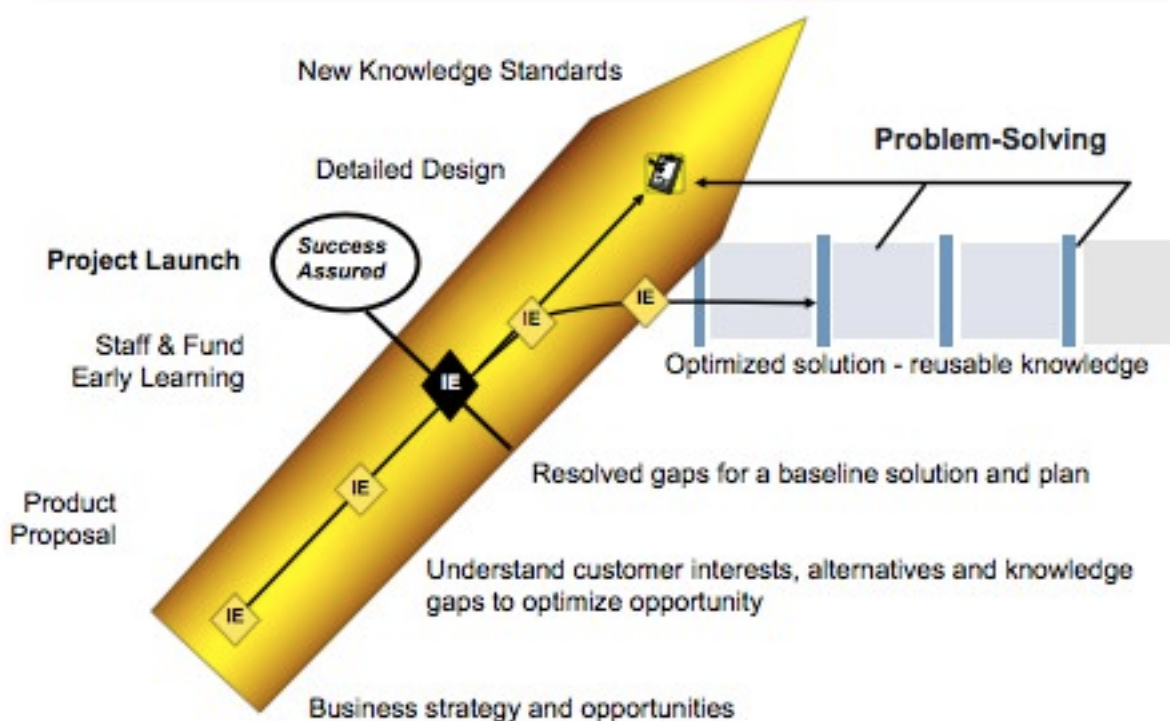 New Knowledge Standards
Problem-Solving
Detailed Design
Success
Assured
Project Launch
IE
IE
Staff & Fund
Early Learning
Optimized solution - reusable knowledge
IE
Resolved gaps for a baseline solution and plan
IE
Product
Proposal
Understand customer interests, alternatives and knowledge
gaps to optimize opportunity
IE
Business strategy and opportunities